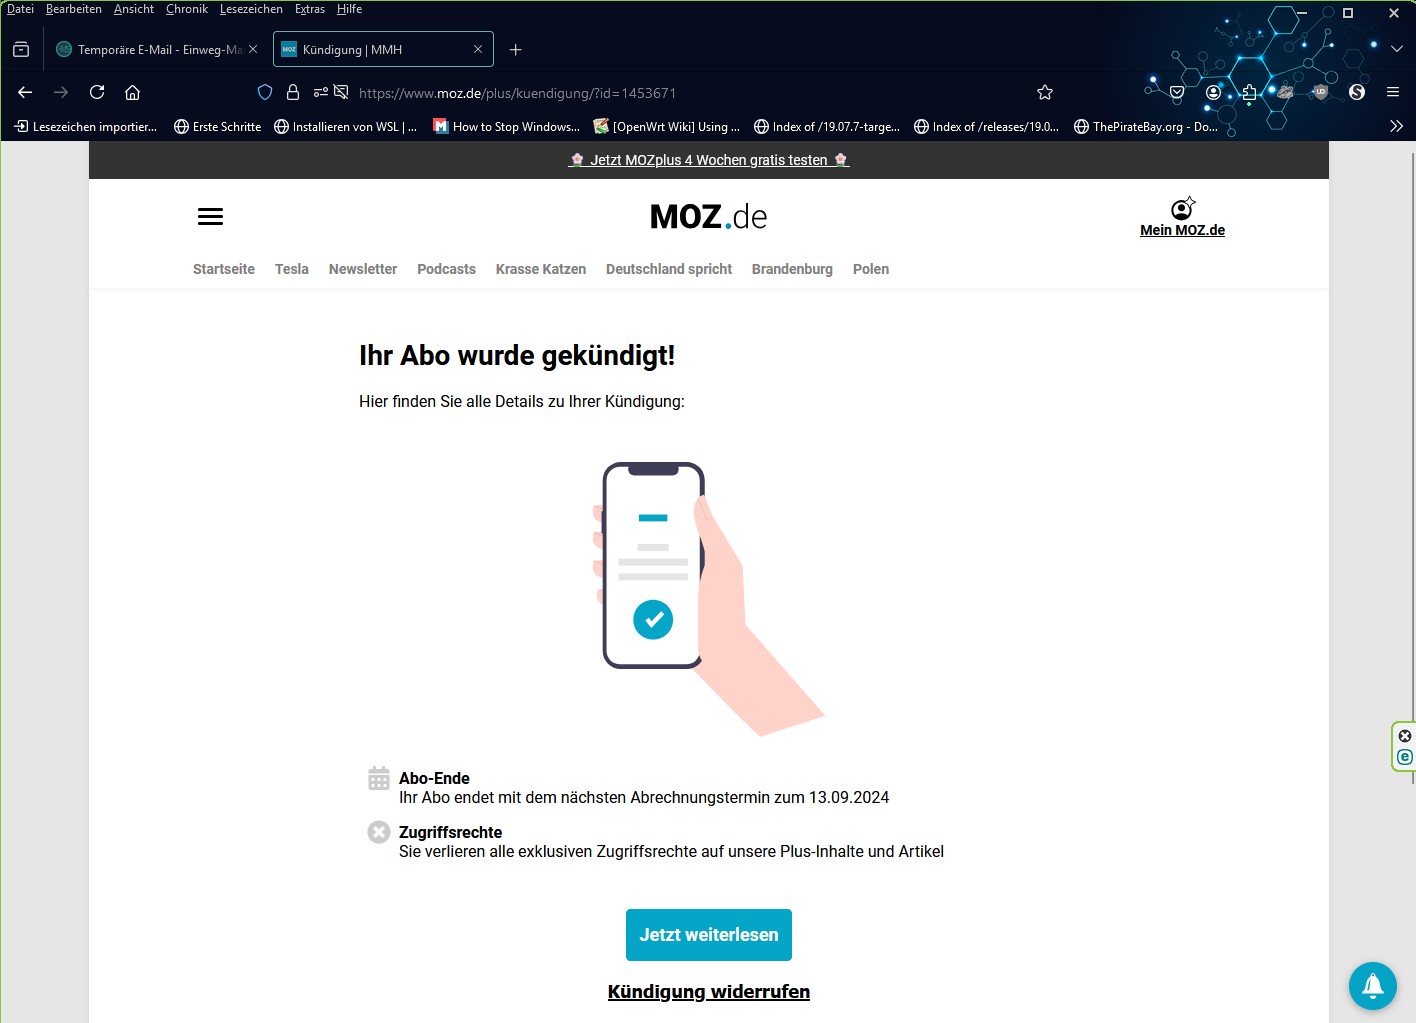 Datei Bearbeiten Ansicht Chronik Lesezeichen Extras Hilfe
Temporäre E-Mail - Einweg-Ma
MOZ Kündigung | MMH
https://www.moz.de/plus/kuendigung/?id=1453671
Lesezeichen importier... Erste Schritte Installieren von WSL | ... How to Stop Windows... [OpenWrt Wiki] Using ... Index of /19.07.7-targe... Index of /releases/19.0... ThePirateBay.org - Do...
Jetzt MOZplus 4 Wochen gratis testen
MOZ.de
Mein MOZ.de
Startseite Tesla Newsletter Podcasts Krasse Katzen Deutschland spricht Brandenburg Polen
Ihr Abo wurde gekündigt!
Hier finden Sie alle Details zu Ihrer Kündigung:
Abo-Ende
Ihr Abo endet mit dem nächsten Abrechnungstermin zum 13.09.2024
Zugriffsrechte
Sie verlieren alle exklusiven Zugriffsrechte auf unsere Plus-Inhalte und Artikel
Jetzt weiterlesen
Kündigung widerrufen